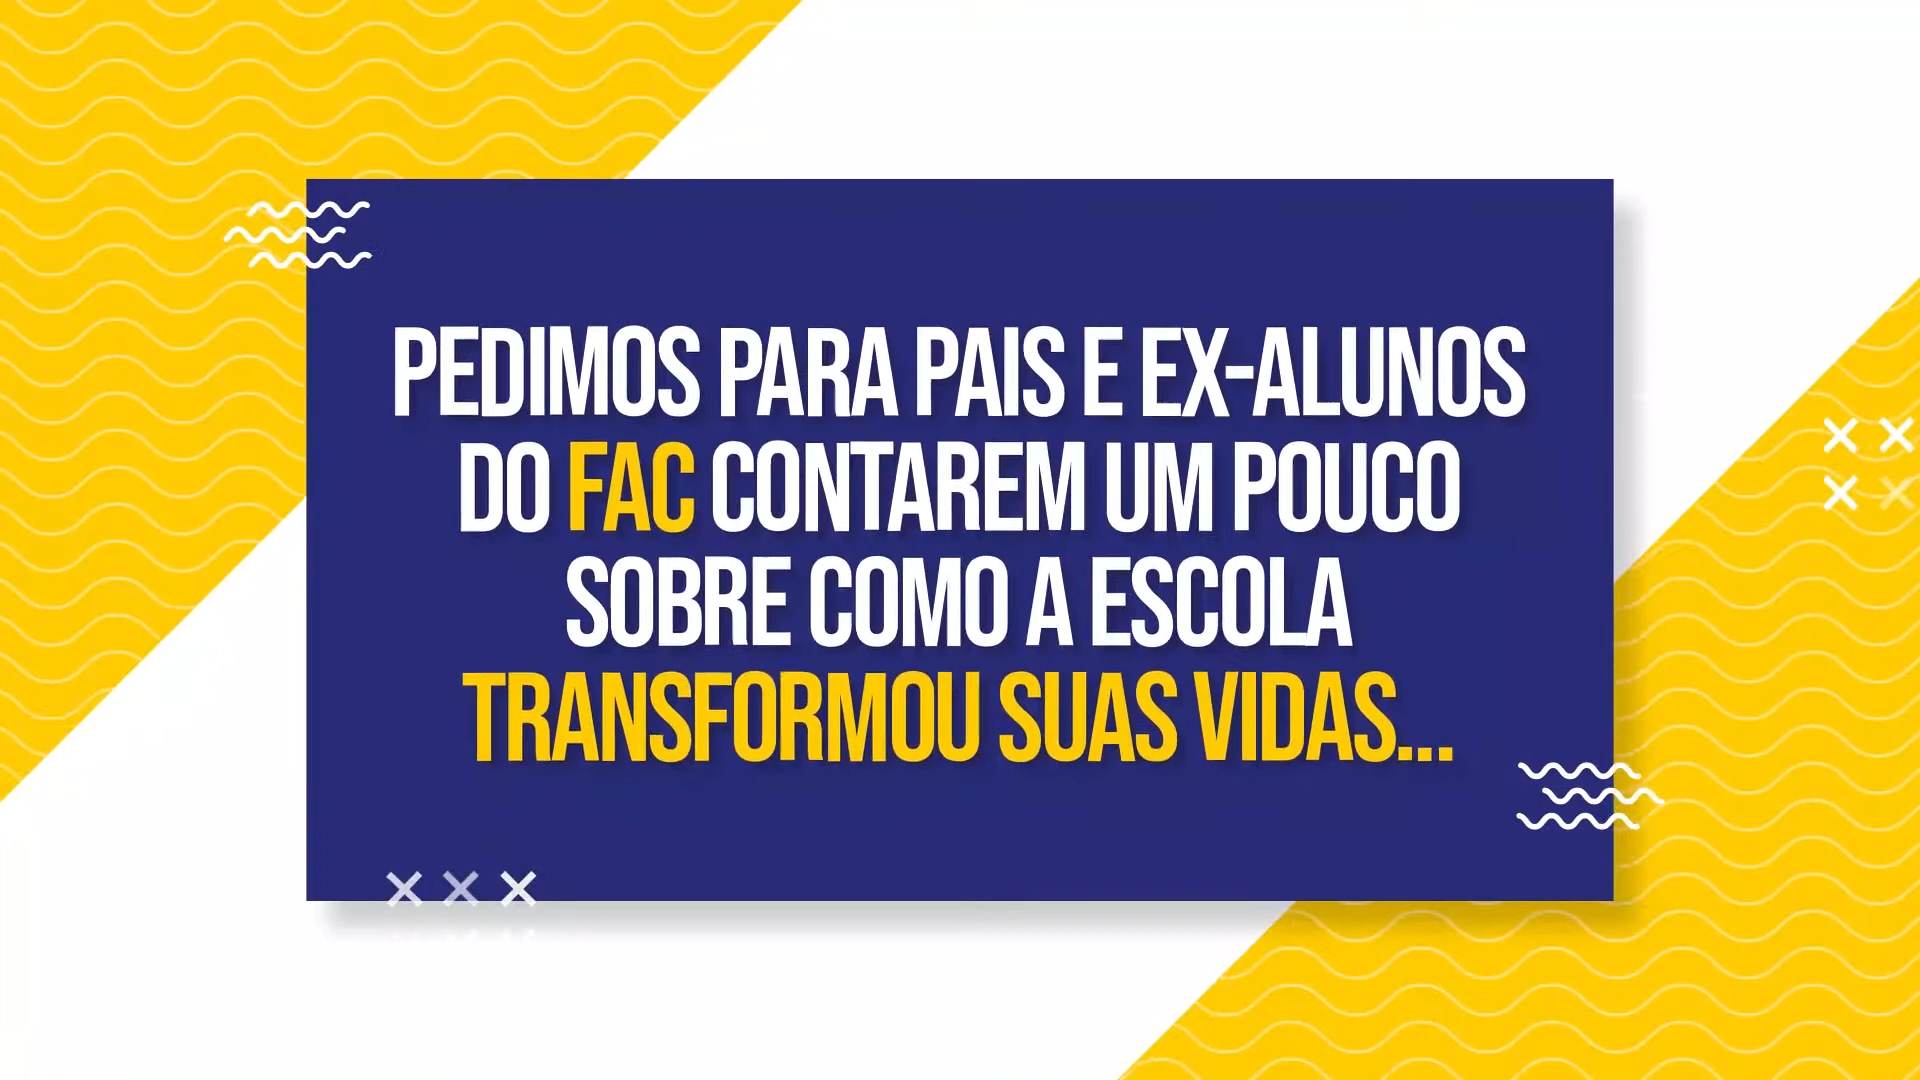 PEDIMOS PARA PAIS E EX-ALUNOS
DO FAC CONTAREM UM POUCO
SOBRE COMO A ESCOLA
TRANSFORMOU SUAS VIDAS...